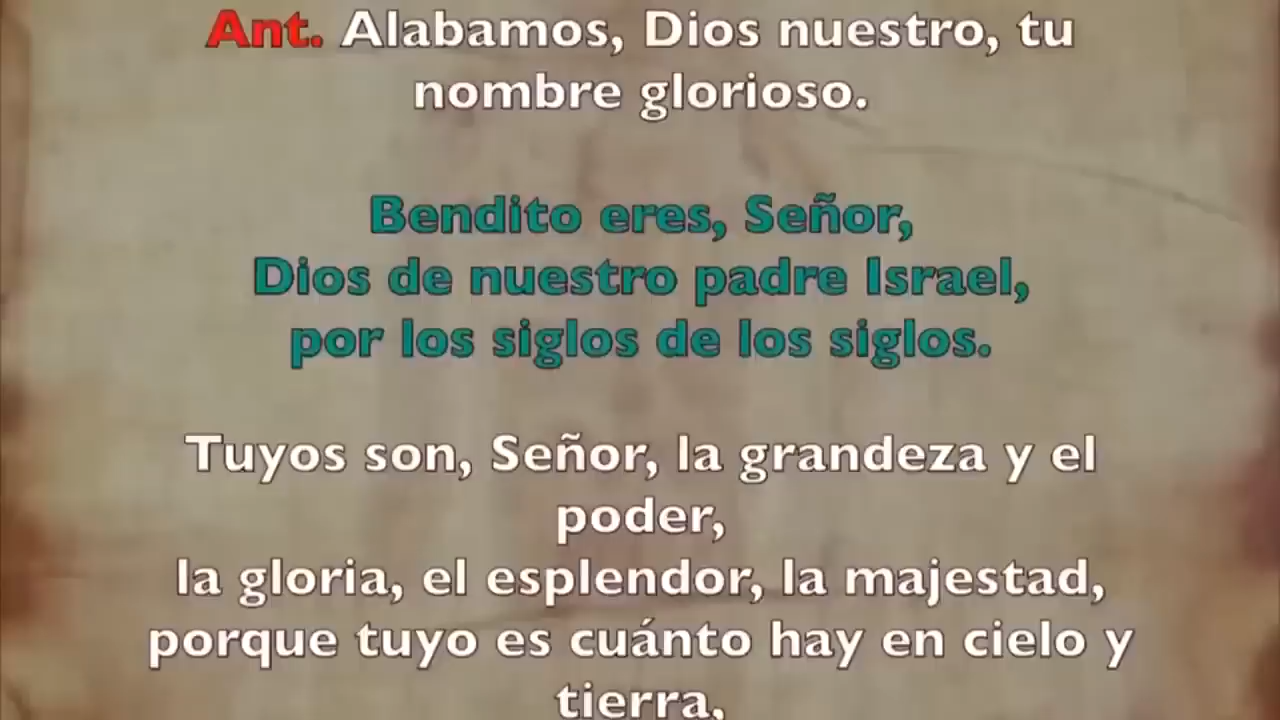 Ant. Alabamos, Dios nuestro, tu
nombre glorioso.
Bendito eres, Señor,
Dios de nuestro padre Israel,
por los siglos de los siglos.
Tuyos son, Señor, la grandeza y el
poder,
la gloria, el esplendor, la majestad,
porque tuyo es cuánto hay en cielo y
tierra,